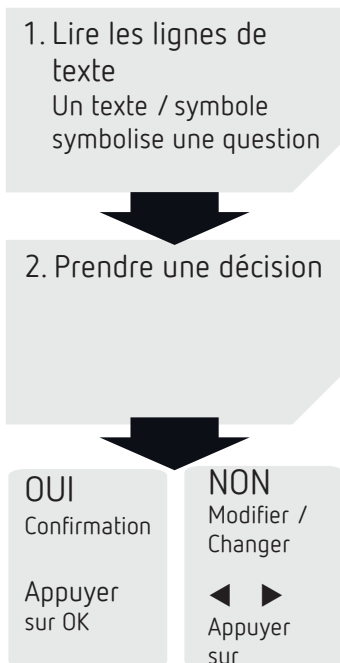 1. Lire les lignes de
texte
Un texte / symbole
symbolise une question
2. Prendre une décision
OUI
Confirmation
Appuyer
sur OK
NON
Modifier /
Changer
◀ ▶
Appuyer
sur